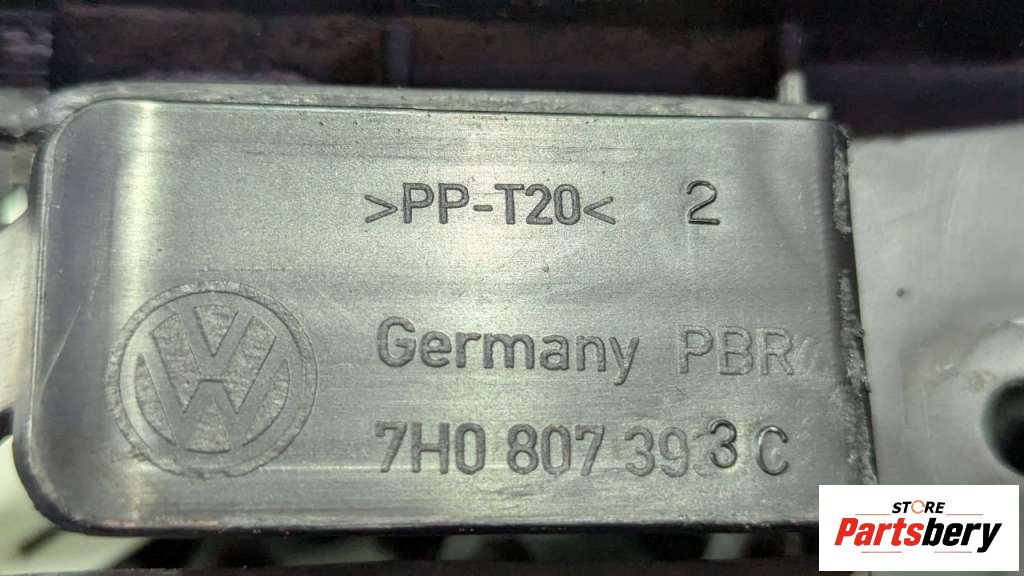 >PP-T20< 2
Germany PBR
7H0 807 393 C
STORE
Partsbery